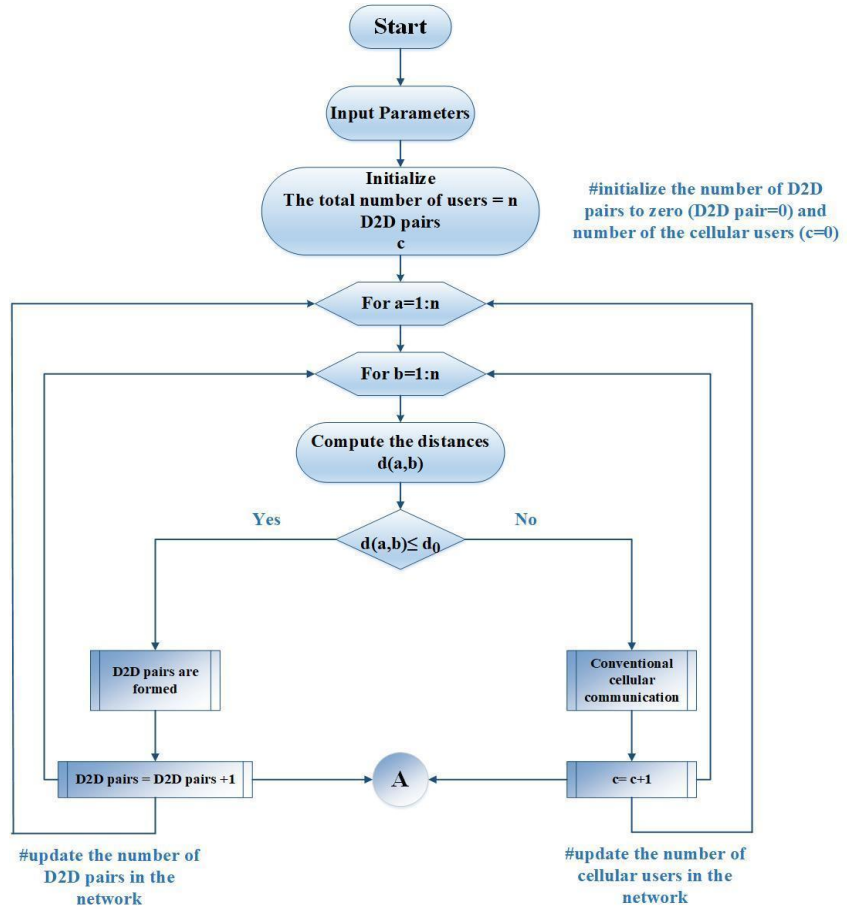 Start
Input Parameters
Initialize
The total number of users = n
D2D pairs
c
#initialize the number of D2D
pairs to zero (D2D pair=0) and
number of the cellular users (c=0)
For a=1:n
For b=1:n
Compute the distances
d(a,b)
Yes
No
d(a,b)≤ d₀
D2D pairs are
formed
Conventional
cellular
communication
D2D pairs = D2D pairs +1
A
c= c+1
#update the number of
D2D pairs in the
network
#update the number of
cellular users in the
network